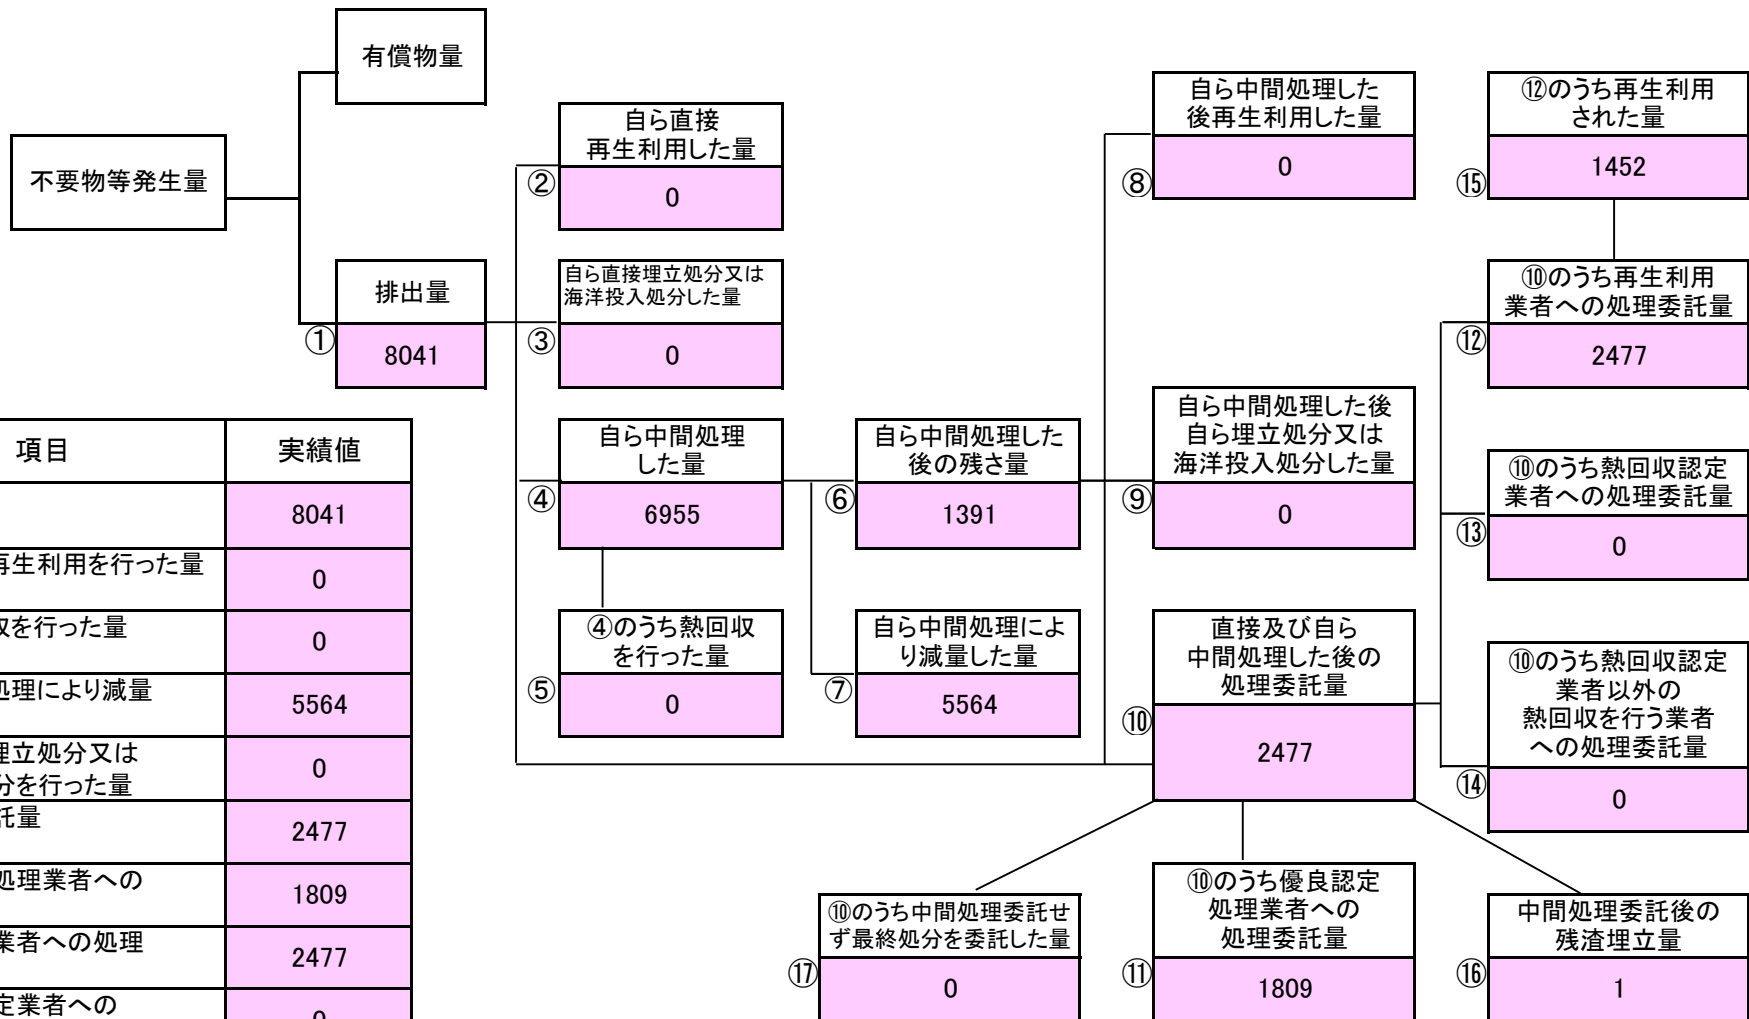 有償物量
不要物等発生量
自ら直接
再生利用した量
②
0
排出量
①
8041
自ら直接埋立処分又は
海洋投入処分した量
③
0
自ら中間処理
した量
④
6955
④のうち熱回収
を行った量
⑤
0
自ら中間処理した
後の残さ量
⑥
1391
自ら中間処理によ
り減量した量
⑦
5564
自ら中間処理した
後再生利用した量
⑧
0
自ら中間処理した後
自ら埋立処分又は
海洋投入処分した量
⑨
0
直接及び自ら
中間処理した後の
処理委託量
⑩
2477
⑫のうち再生利用
された量
⑮
1452
⑩のうち再生利用
業者への処理委託量
⑫
2477
⑩のうち熱回収認定
業者への処理委託量
⑬
0
⑩のうち熱回収認定
業者以外の
熱回収を行う業者
への処理委託量
⑭
0
⑩のうち中間処理委託せ
ず最終処分を委託した量
⑰
0
⑩のうち優良認定
処理業者への
処理委託量
⑪
1809
中間処理委託後の
残渣埋立量
⑯
1
項目 実績値
8041
再生利用を行った量 0
を行った量 0
処理により減量 5564
埋立処分又は
分を行った量 0
託量 2477
処理業者への 1809
業者への処理 2477
定業者への
0